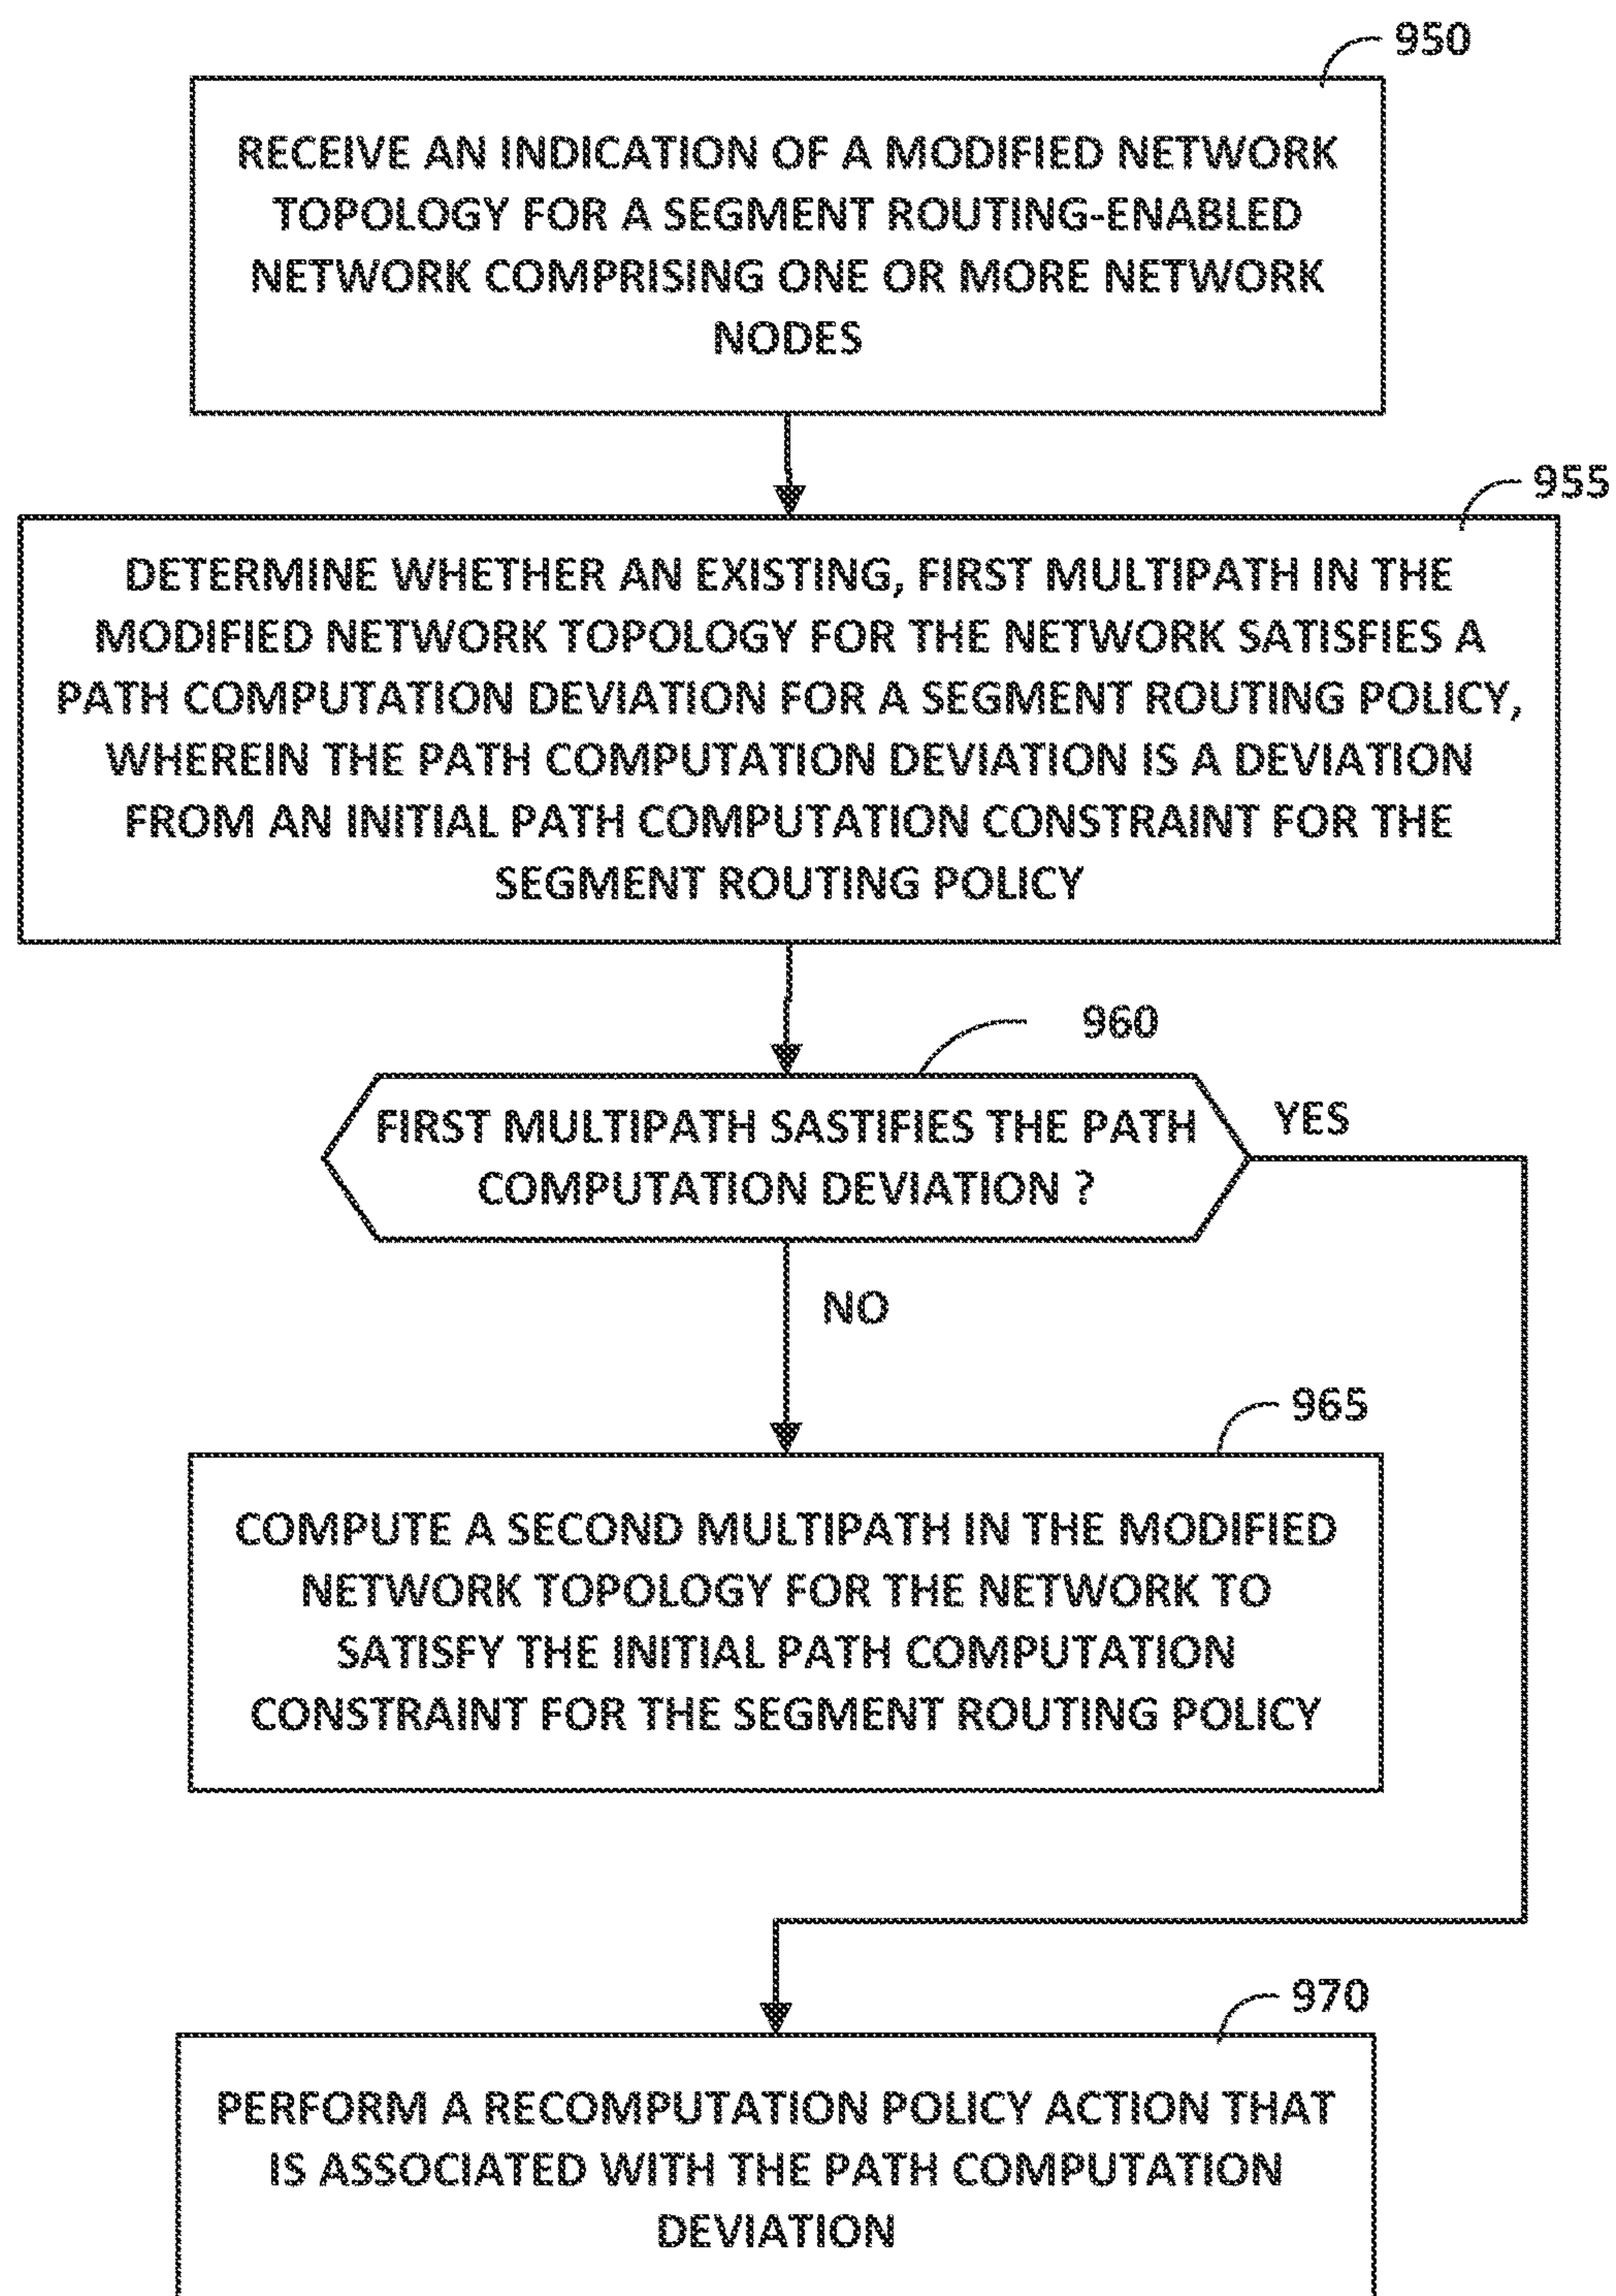 950
RECEIVE AN INDICATION OF A MODIFIED NETWORK
TOPOLOGY FOR A SEGMENT ROUTING-ENABLED
NETWORK COMPRISING ONE OR MORE NETWORK
NODES
955
DETERMINE WHETHER AN EXISTING, FIRST MULTIPATH IN THE
MODIFIED NETWORK TOPOLOGY FOR THE NETWORK SATISFIES A
PATH COMPUTATION DEVIATION FOR A SEGMENT ROUTING POLICY,
WHEREIN THE PATH COMPUTATION DEVIATION IS A DEVIATION
FROM AN INITIAL PATH COMPUTATION CONSTRAINT FOR THE
SEGMENT ROUTING POLICY
960
FIRST MULTIPATH SASTIFIES THE PATH
COMPUTATION DEVIATION ?
YES
NO
965
COMPUTE A SECOND MULTIPATH IN THE MODIFIED
NETWORK TOPOLOGY FOR THE NETWORK TO
SATISFY THE INITIAL PATH COMPUTATION
CONSTRAINT FOR THE SEGMENT ROUTING POLICY
970
PERFORM A RECOMPUTATION POLICY ACTION THAT
IS ASSOCIATED WITH THE PATH COMPUTATION
DEVIATION